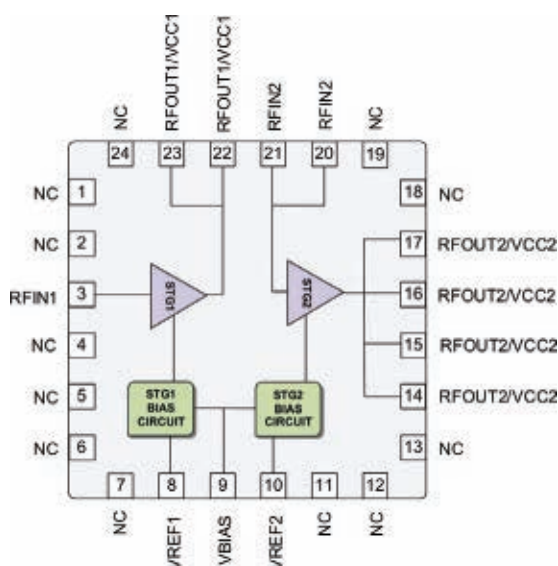 NC
RFOUT1/VCC1
RFOUT1/VCC1
RFIN2
RFIN2
NC
24
23
22
21
20
19
NC
1
18
NC
NC
2
17
RFOUT2/VCC2
RFIN1
3
STG1
STG2
16
RFOUT2/VCC2
NC
4
15
RFOUT2/VCC2
NC
5
STG1
BIAS
CIRCUIT
STG2
BIAS
CIRCUIT
14
RFOUT2/VCC2
NC
6
13
NC
7
8
9
10
11
12
NC
VREF1
VBIAS
VREF2
NC
NC